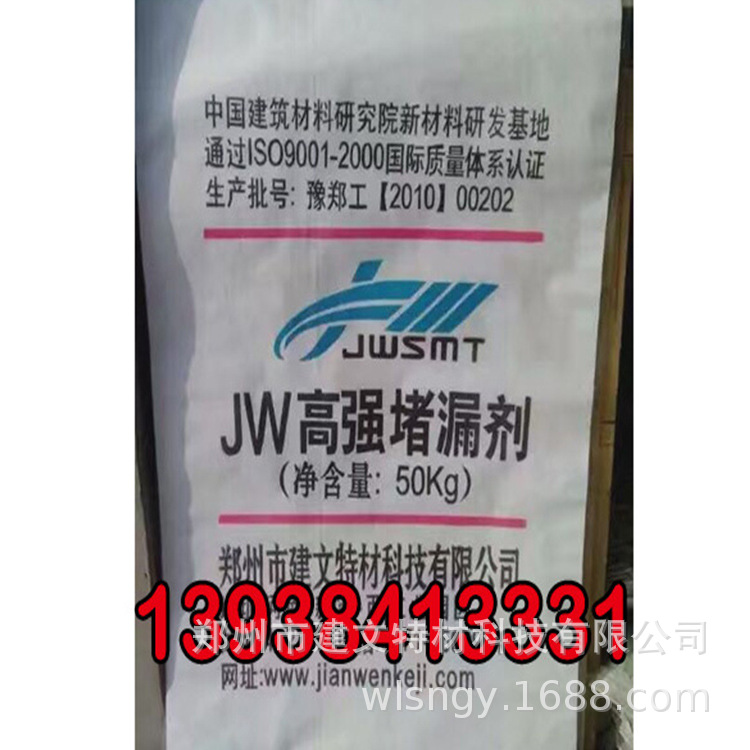 中国建筑材料研究院新材料研发基地
通过ISO9001-2000国际质量体系认证
生产批号: 豫郑工【2010】00202
JWSMT
JW高强堵漏剂
(净含量: 50Kg)
郑州市建文特材科技有限公司
13938413331
郑州市建文特材科技有限公司
网址:www.jianwenkeji.com
wlsngy.1688.com